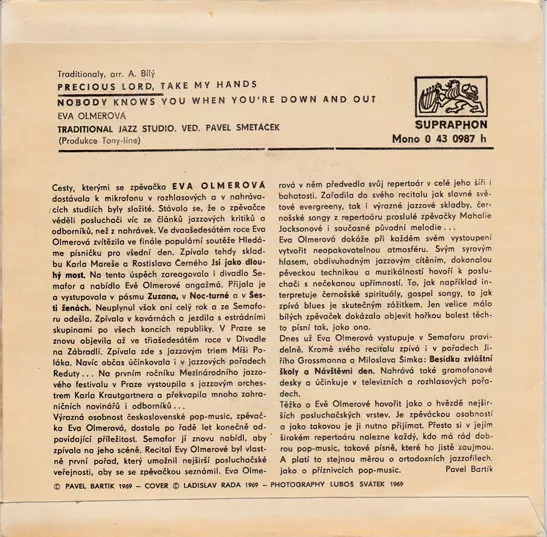 Traditionaly, arr. A. Bílý
PRECIOUS LORD, TAKE MY HANDS
NOBODY KNOWS YOU WHEN YOU'RE DOWN AND OUT
EVA OLMEROVÁ
TRADITIONAL JAZZ STUDIO. VED. PAVEL SMETÁČEK
(Produkce Tony-line)
SUPRAPHON
Mono 0 43 0987 h
Cesty, kterými se zpěvačka EVA OLMEROVÁ
dostávala k mikrofonu v rozhlasových a v nahráva-
cích studiích byly složité. Stávalo se, že o zpěvačce
věděli posluchači víc ze článků jazzových kritiků a
odborníků, než z nahrávek. Ve dvaašedesátém roce Eva
Olmerová zvítězila ve finále populární soutěže Hledá-
me písničku pro všední den. Zpívala tehdy sklad-
bu Karla Mareše a Rostislava Černého Jsi jako dlou-
hý most. Na tento úspěch zareagovalo i divadlo Se-
mafor a nabídlo Evě Olmerové angažmá. Přijala je
a vystupovala v pásmu Zuzana, v Noc-turné a v Šes-
ti ženách. Neuplynul však ani celý rok a ze Semafo-
ru odešla. Zpívala v kavárnách a jezdila s estrádními
skupinami po všech koncích republiky. V Praze se
znovu objevila až ve třiašedesátém roce v Divadle
na Zábradlí. Zpívala zde s jazzovým triem Miši Po-
láka. Navíc občas účinkovala i v jazzových pořadech
Reduty . . . Na prvním ročníku Mezinárodního jazzo-
vého festivalu v Praze vystoupila s jazzovým orches-
trem Karla Krautgartnera a překvapila mnoho zahra-
ničních novinářů i odborníků . . .
Výrazná osobnost československé pop-music, zpěvač-
ka Eva Olmerová, dostala po řadě let konečně od-
povídající příležitost. Semafor jí znovu nabídl, aby
zpívala na jeho scéně. Recital Evy Olmerové byl vlast-
ně první pořad, který umožnil nejširší posluchačské
veřejnosti, aby se se zpěvačkou seznámil. Eva Olme-
rová v něm předvedla svůj repertoár v celé jeho šíři i
bohatosti. Zařadila do svého recitálu jak slavné svě-
tové evergreeny, tak i výrazné jazzové skladby, čer-
nošské songy z repertoáru proslulé zpěvačky Mahalie
Jacksonové i současné původní melodie . . .
Eva Olmerová dokáže při každém svém vystoupení
vytvořit neopakovatelnou atmosféru. Svým syrovým
hlasem, obdivuhodným jazzovým cítěním, dokonalou
pěveckou technikou a muzikálností hovoří k poslu-
chači s nečekanou upřímností. To, jak například in-
terpretuje černošské spirituály, gospel songy, to jak
zpívá blues je skutečným zážitkem. Jen velice málo
bílých zpěvaček dokázalo objevit hořkou bolest těch-
to písní tak, jako ona.
Dnes už Eva Olmerová vystupuje v Semaforu pravi-
delně. Kromě svého recitálu zpívá i v pořadech Ji-
řího Grossmanna a Miloslava Šimka: Besídka zvláštní
školy a Návštěvní den. Nahrává také gramofonové
desky a účinkuje v televizních a rozhlasových pořa-
dech.
Těžko o Evě Olmerové hovořit jako o hvězdě nejšir-
ších posluchačských vrstev. Je zpěváckou osobností
a jako takovou je ji nutno přijímat. Přesto si v jejím
širokém repertoáru nalezne každý, kdo má rád dob-
rou pop-music, takové písně, které ho jistě zaujmou.
A platí to stejnou měrou o ortodoxních jazzofilech,
jako o příznivcích pop-music.
Pavel Bartík
© PAVEL BARTÍK 1969 – COVER © LADISLAV RADA 1969 – PHOTOGRAPHY LUBOŠ SVÁTEK 1969